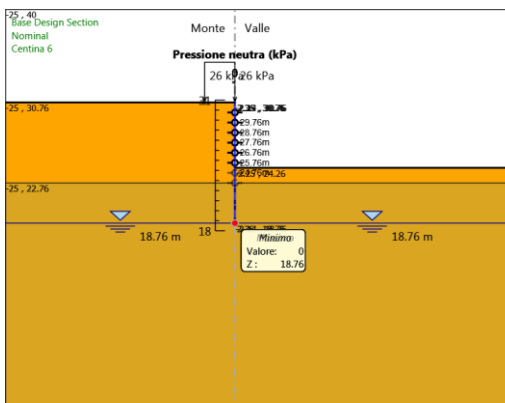 -25 , 40
Base Design Section
Nominal
Centina 6
Monte
Valle
Pressione neutra (kPa)
26 kPa
26 kPa
-25 , 30.76
29.76m
28.76m
27.76m
26.76m
25.76m
24.26
-25 , 22.76
18
18.76 m
18.76 m
Minimo
Valore: 0
Z : 18.76